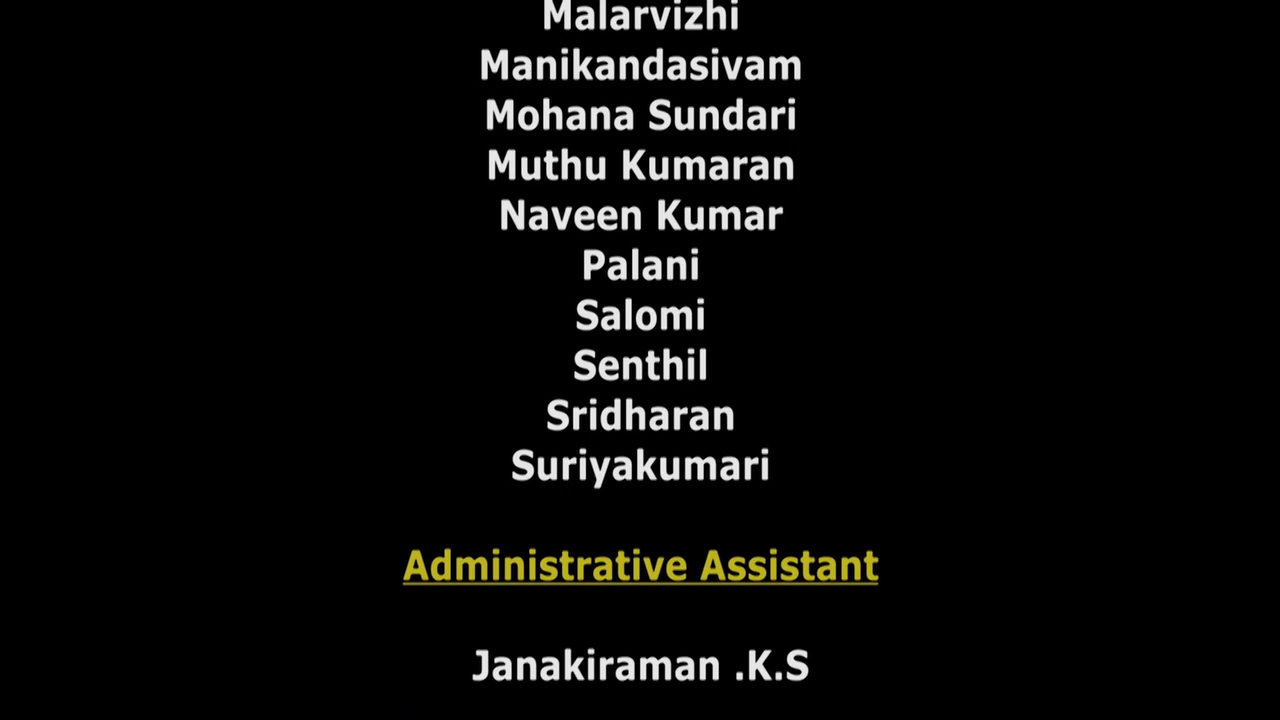 Malarvizhi
Manikandasivam
Mohana Sundari
Muthu Kumaran
Naveen Kumar
Palani
Salomi
Senthil
Sridharan
Suriyakumari
Administrative Assistant
Janakiraman .K.S